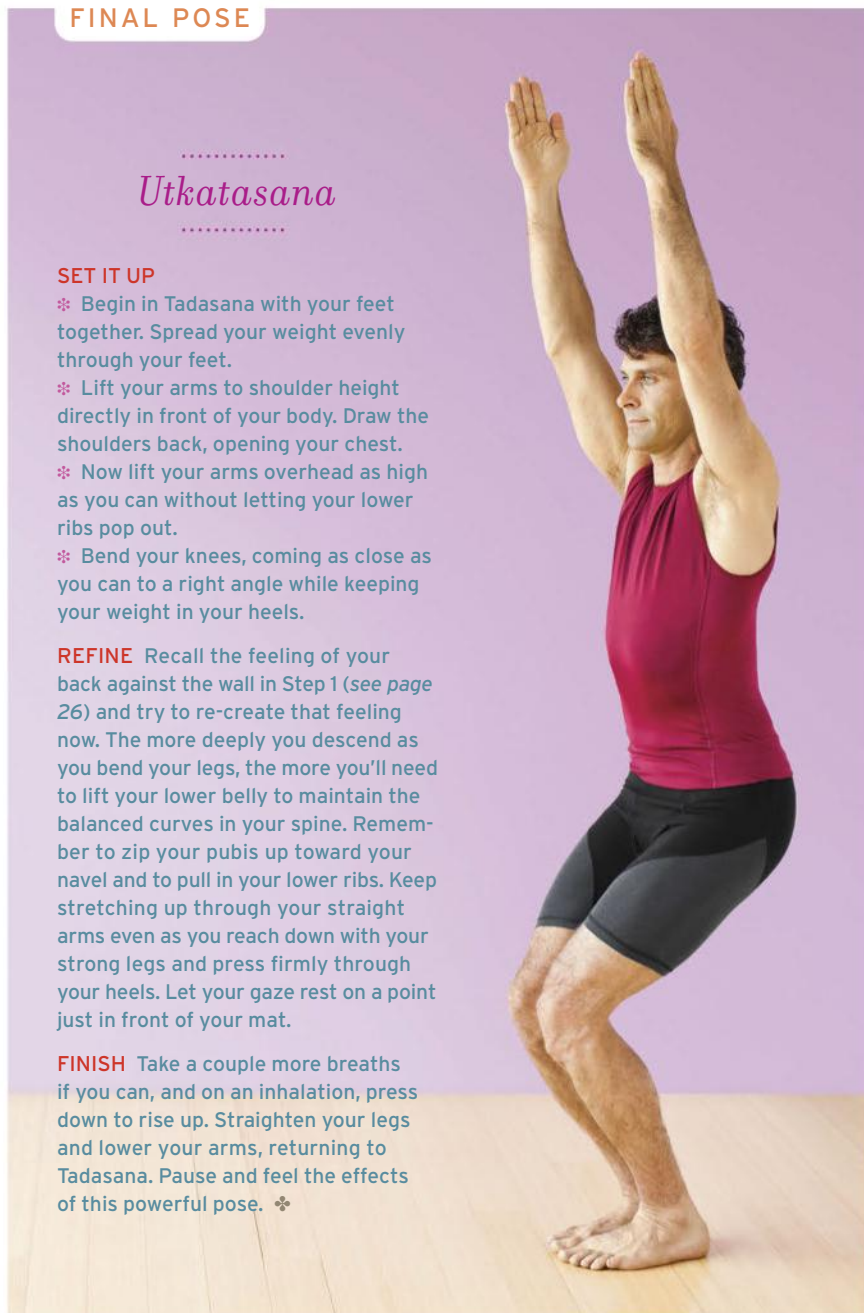 FINAL POSE
Utkatasana
SET IT UP
❇ Begin in Tadasana with your feet
together. Spread your weight evenly
through your feet.
❇ Lift your arms to shoulder height
directly in front of your body. Draw the
shoulders back, opening your chest.
❇ Now lift your arms overhead as high
as you can without letting your lower
ribs pop out.
❇ Bend your knees, coming as close as
you can to a right angle while keeping
your weight in your heels.
REFINE Recall the feeling of your
back against the wall in Step 1 (see page
26) and try to re-create that feeling
now. The more deeply you descend as
you bend your legs, the more you’ll need
to lift your lower belly to maintain the
balanced curves in your spine. Remem-
ber to zip your pubis up toward your
navel and to pull in your lower ribs. Keep
stretching up through your straight
arms even as you reach down with your
strong legs and press firmly through
your heels. Let your gaze rest on a point
just in front of your mat.
FINISH Take a couple more breaths
if you can, and on an inhalation, press
down to rise up. Straighten your legs
and lower your arms, returning to
Tadasana. Pause and feel the effects
of this powerful pose. ✤